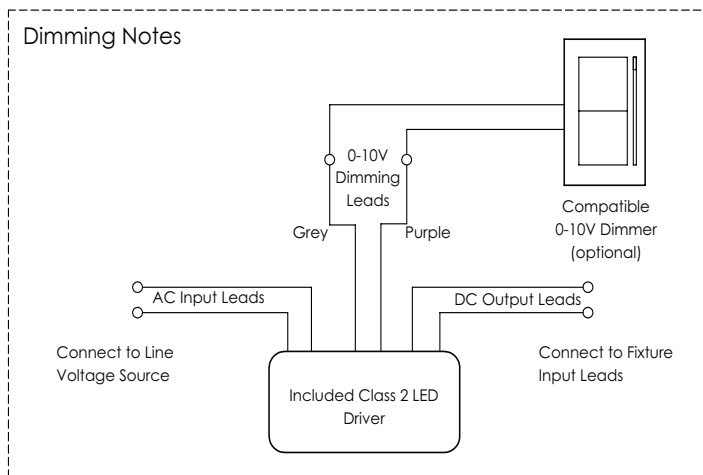 Dimming Notes
0-10V
Dimming
Leads
Compatible
0-10V Dimmer
(optional)
Grey
Purple
AC Input Leads
DC Output Leads
Connect to Line
Voltage Source
Connect to Fixture
Input Leads
Included Class 2 LED
Driver